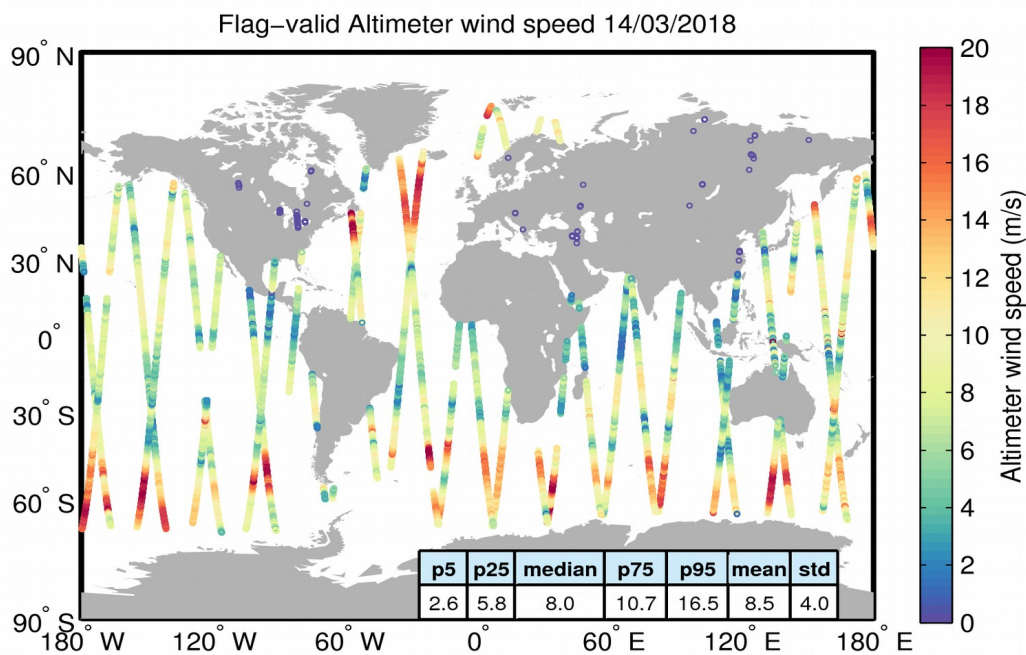 Flag−valid Altimeter wind speed 14/03/2018
90° N
60° N
30° N
0°
30° S
60° S
90° S
180° W
120° W
60° W
0°
60° E
120° E
180° E
p5 p25 median p75 p95 mean std
2.6 5.8 8.0 10.7 16.5 8.5 4.0
20
18
16
14
12
10
8
6
4
2
0
Altimeter wind speed (m/s)